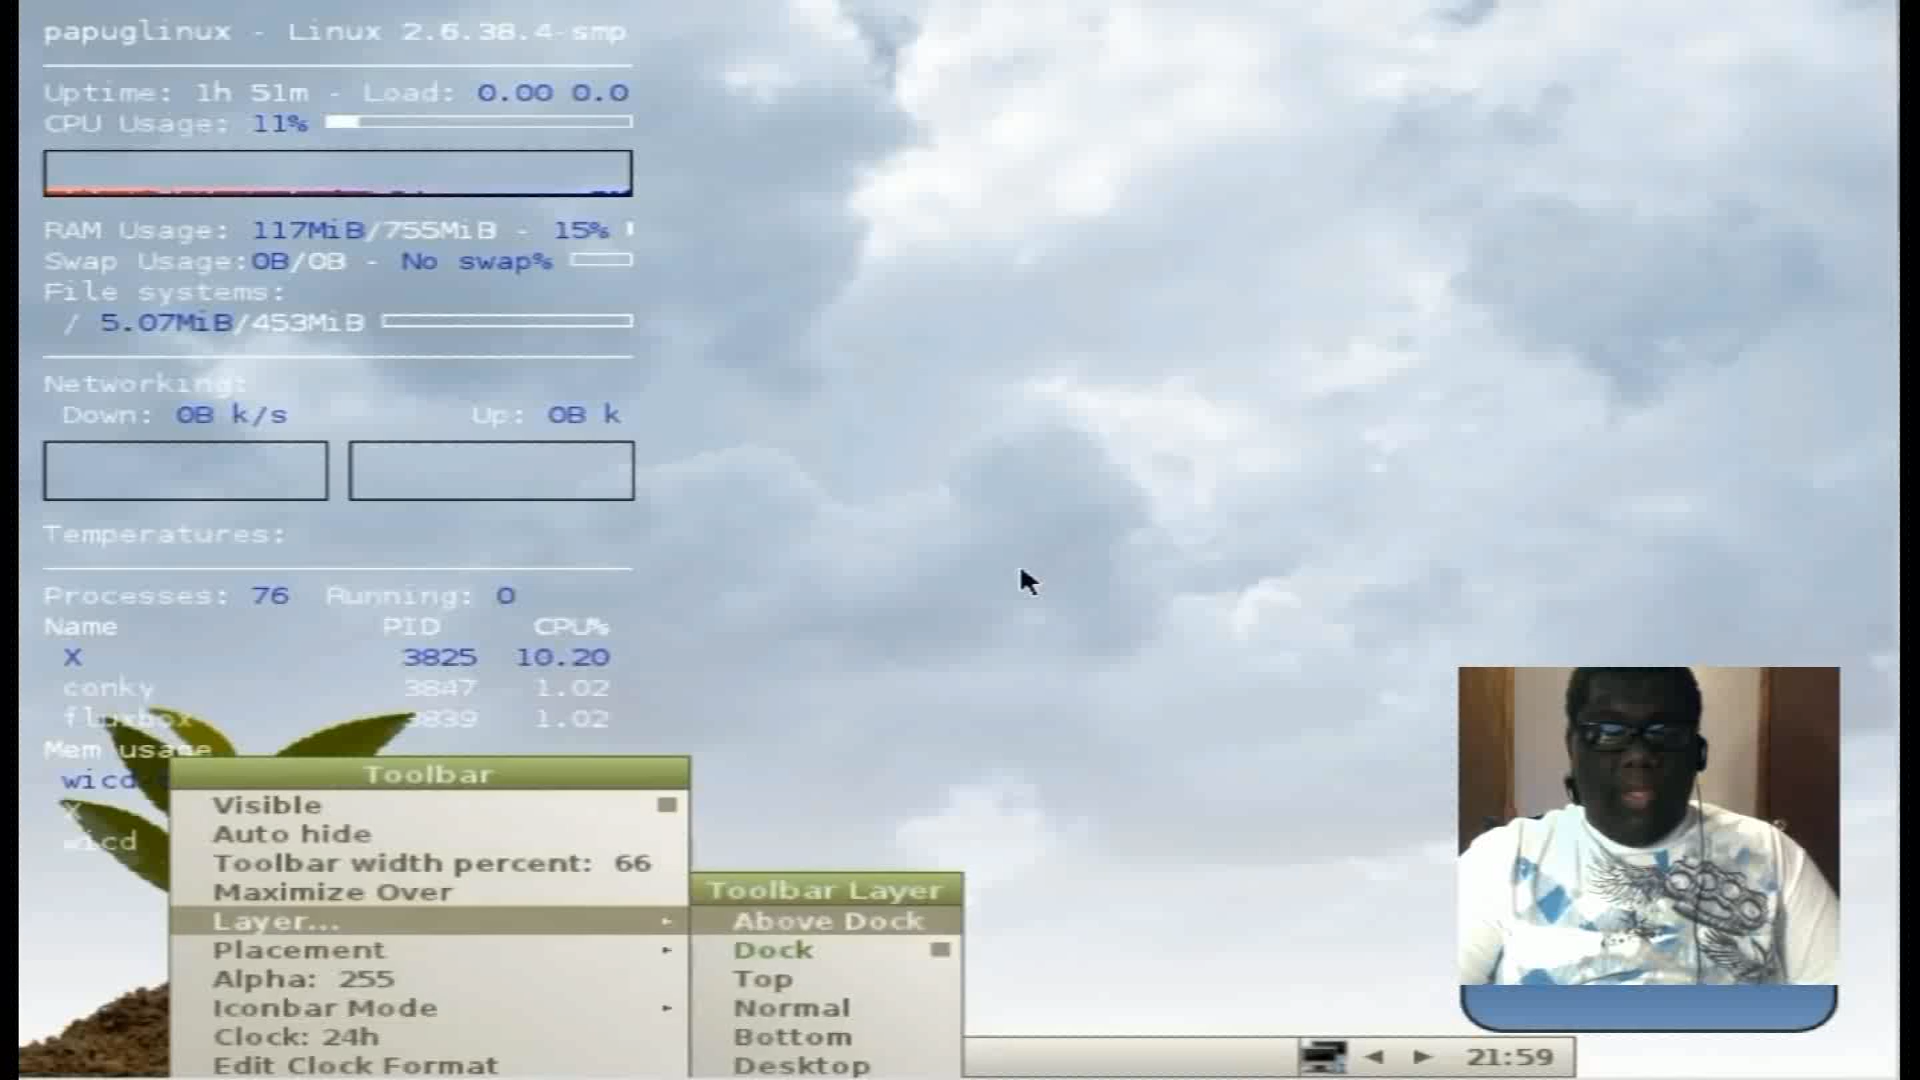 papuglinux - Linux 2.6.38.4-smp
Uptime: 1h 51m - Load: 0.00 0.0
CPU Usage: 11%
RAM Usage: 117MiB/755MiB - 15%
Swap Usage:0B/0B - No swap%
File systems:
/ 5.07MiB/453MiB
Networking:
Down: 0B k/s Up: 0B k
Temperatures:
Processes: 76 Running: 0
Name PID CPU%
X 3825 10.20
conky 3847 1.02
fluxbox 3839 1.02
Mem usage
wicd
X
wicd
Toolbar
Visible
Auto hide
Toolbar width percent: 66
Maximize Over
Layer...
Placement
Alpha: 255
Iconbar Mode
Clock: 24h
Edit Clock Format
Toolbar Layer
Above Dock
Dock
Top
Normal
Bottom
Desktop
21:59